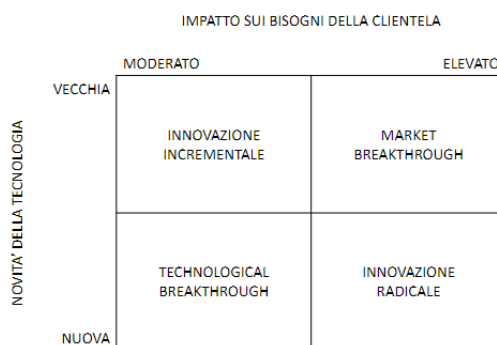 IMPATTO SUI BISOGNI DELLA CLIENTELA
MODERATO
ELEVATO
VECCHIA
NOVITA' DELLA TECNOLOGIA
INNOVAZIONE
INCREMENTALE
MARKET
BREAKTHROUGH
TECHNOLOGICAL
BREAKTHROUGH
INNOVAZIONE
RADICALE
NUOVA